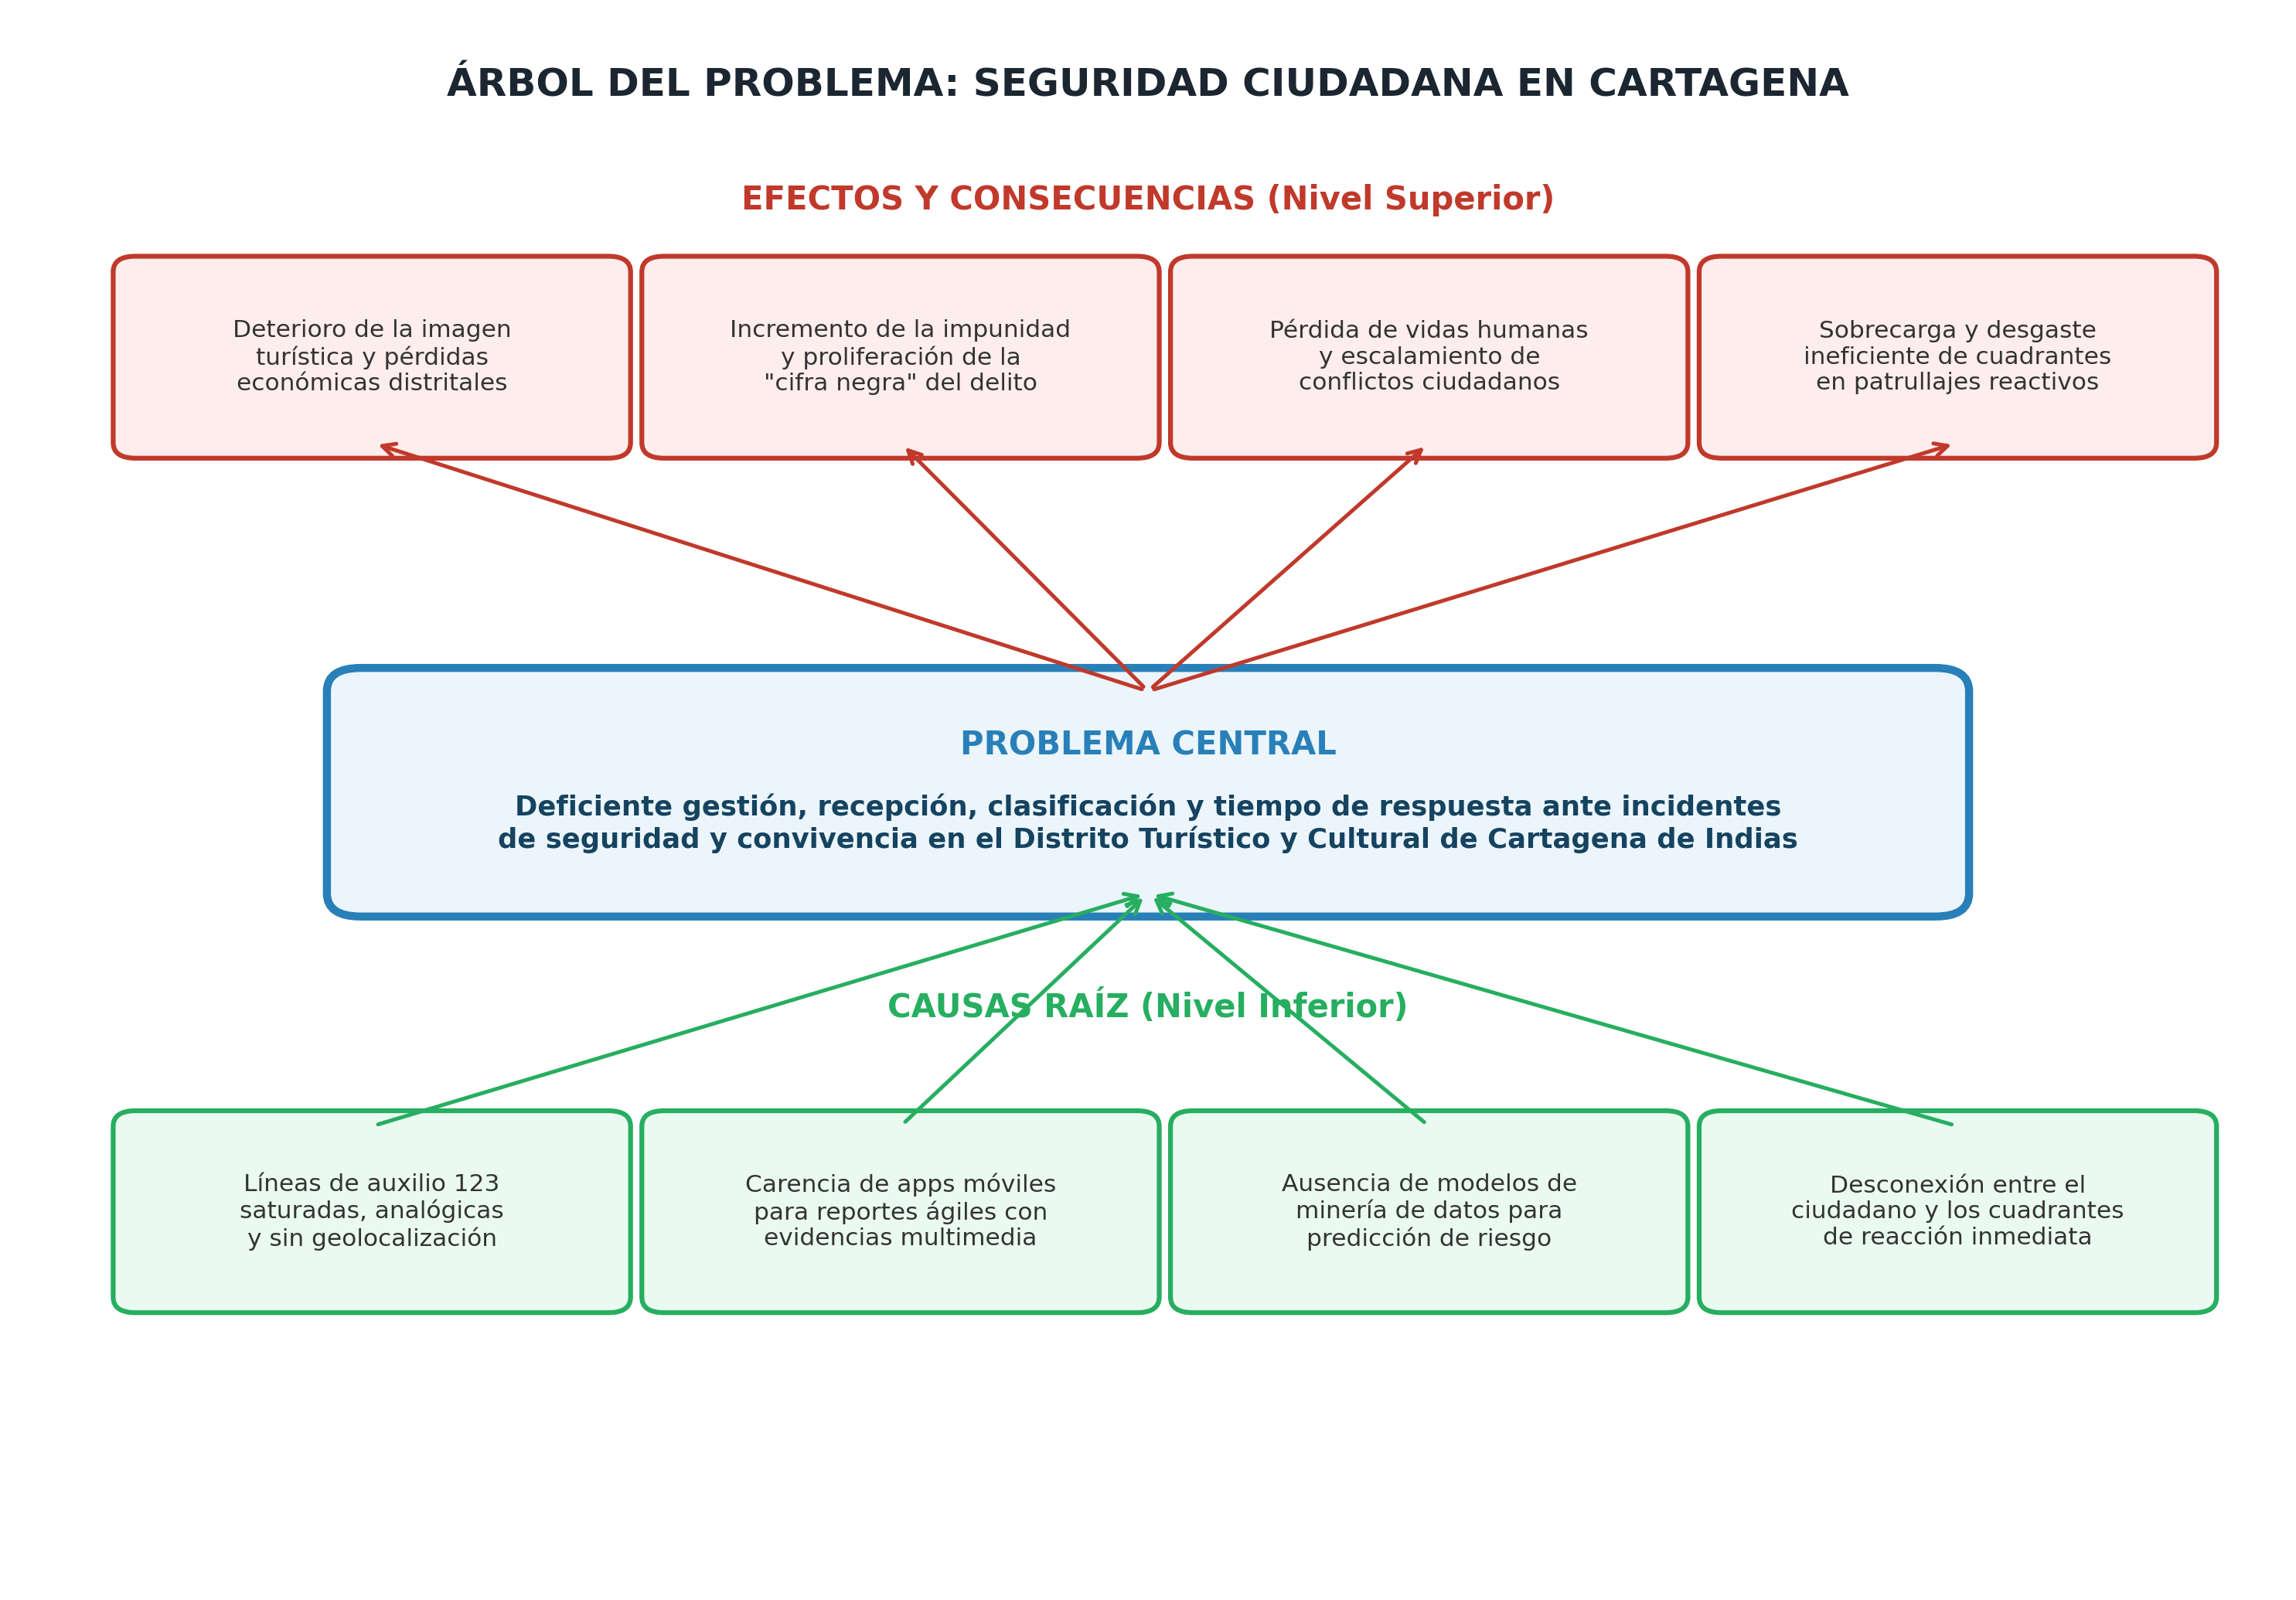 ÁRBOL DEL PROBLEMA: SEGURIDAD CIUDADANA EN CARTAGENA
EFECTOS Y CONSECUENCIAS (Nivel Superior)
Deterioro de la imagen
turística y pérdidas
económicas distritales
Incremento de la impunidad
y proliferación de la
"cifra negra" del delito
Pérdida de vidas humanas
y escalamiento de
conflictos ciudadanos
Sobrecarga y desgaste
ineficiente de cuadrantes
en patrullajes reactivos
PROBLEMA CENTRAL
Deficiente gestión, recepción, clasificación y tiempo de respuesta ante incidentes
de seguridad y convivencia en el Distrito Turístico y Cultural de Cartagena de Indias
CAUSAS RAÍZ (Nivel Inferior)
Líneas de auxilio 123
saturadas, analógicas
y sin geolocalización
Carencia de apps móviles
para reportes ágiles con
evidencias multimedia
Ausencia de modelos de
minería de datos para
predicción de riesgo
Desconexión entre el
ciudadano y los cuadrantes
de reacción inmediata